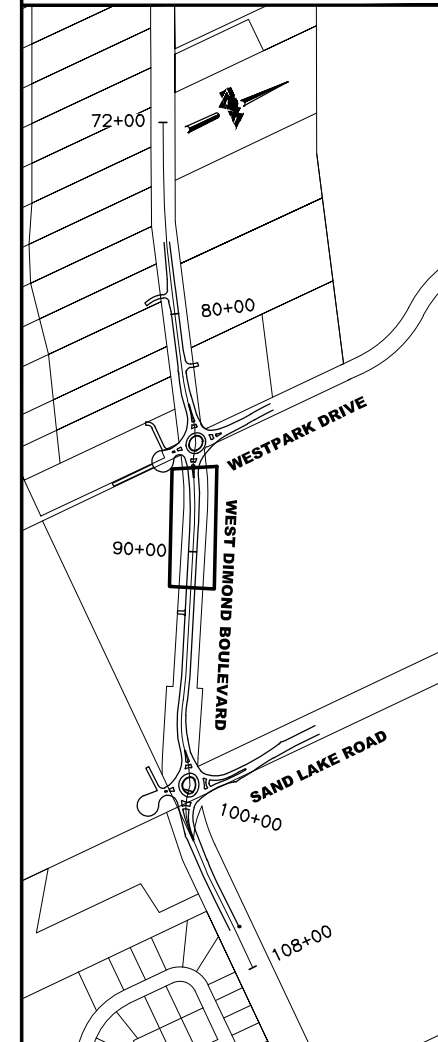 72+00
80+00
WESTPARK DRIVE
90+00
WEST DIMOND BOULEVARD
SAND LAKE ROAD
100+00
108+00